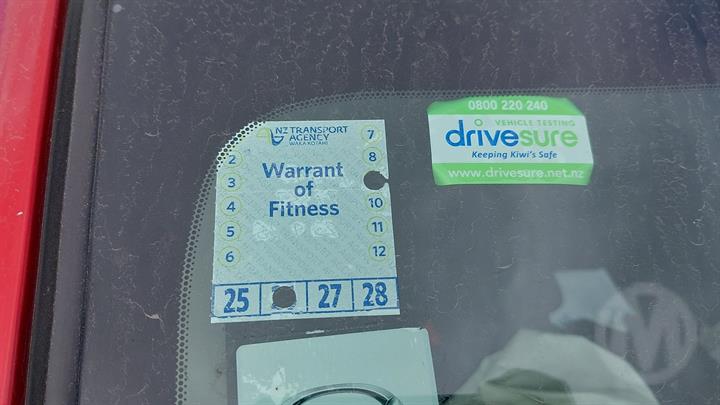 NZ TRANSPORT
AGENCY
WAKA KOTAHI
Warrant
of
Fitness
2
3
4
5
6
7
8
10
11
12
25 27 28
0800 220 240
VEHICLE TESTING
drivesure
Keeping Kiwi's Safe
www.drivesure.net.nz
M